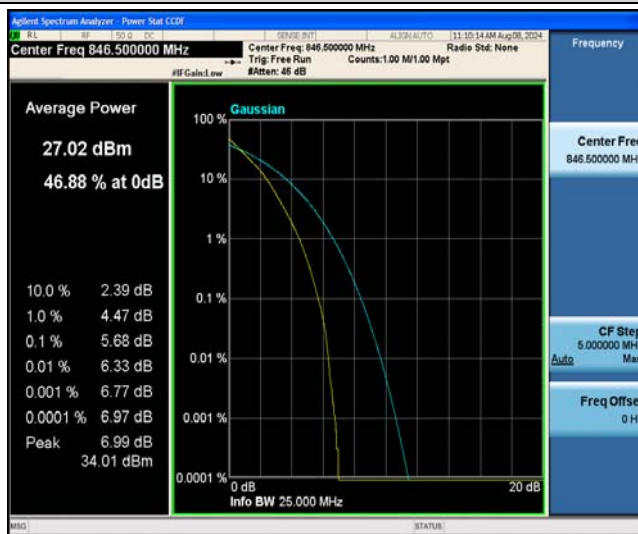 Agilent Spectrum Analyzer - Power Stat CCDF
RL RF 50 Ω DC SENSE:INT ALIGNAUTO 11:10:14 AM Aug 08, 2024
Center Freq 846.500000 MHz
Center Freq: 846.500000 MHz Radio Std: None
Trig: Free Run Counts:1.00 M/1.00 Mpt
#IFGain:Low #Atten: 46 dB
Average Power
27.02 dBm
46.88 % at 0dB
10.0 % 2.39 dB
1.0 % 4.47 dB
0.1 % 5.68 dB
0.01 % 6.33 dB
0.001 % 6.77 dB
0.0001 % 6.97 dB
Peak 6.99 dB
34.01 dBm
Gaussian
100 %
10 %
1 %
0.1 %
0.01 %
0.001 %
0.0001 %
0 dB 20 dB
Info BW 25.000 MHz
Frequency
Center Fre
846.500000 MH
CF Step
5.000000 MH
Auto Ma
Freq Offse
0 H
MSG STATUS